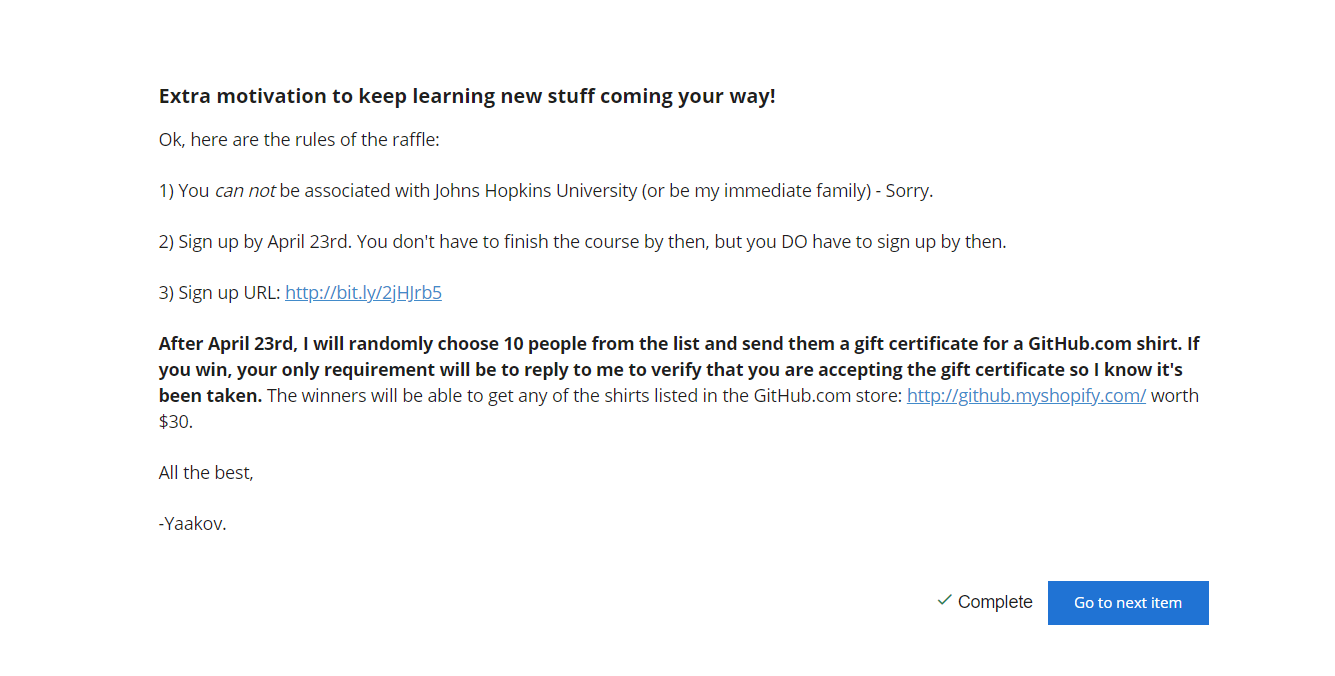 Extra motivation to keep learning new stuff coming your way!
Ok, here are the rules of the raffle:
1) You can not be associated with Johns Hopkins University (or be my immediate family) - Sorry.
2) Sign up by April 23rd. You don't have to finish the course by then, but you DO have to sign up by then.
3) Sign up URL: http://bit.ly/2jHJrb5
After April 23rd, I will randomly choose 10 people from the list and send them a gift certificate for a GitHub.com shirt. If
you win, your only requirement will be to reply to me to verify that you are accepting the gift certificate so I know it's
been taken. The winners will be able to get any of the shirts listed in the GitHub.com store: http://github.myshopify.com/ worth
$30.
All the best,
-Yaakov.
Complete
Go to next item